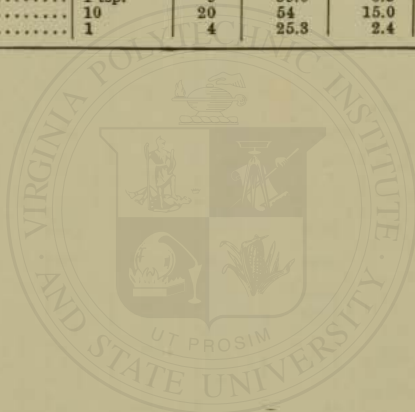 10 20 54 15.0
1 4 25.3 2.4
VIRGINIA POLYTECHNIC INSTITUTE
AND STATE UNIVERSITY
UT PROSIM